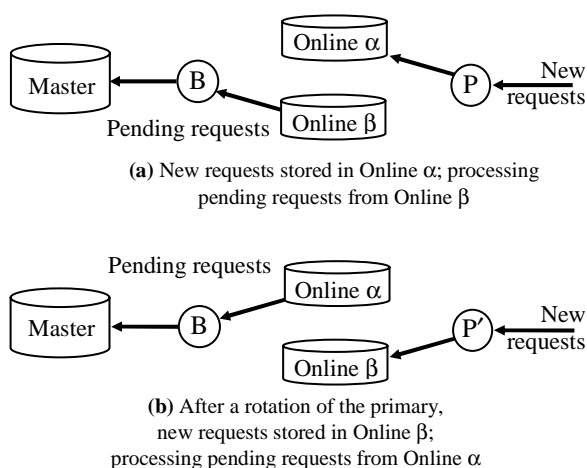 Online α
Master
B
P
New
requests
Pending requests
Online β
(a) New requests stored in Online α; processing
pending requests from Online β
Pending requests
Online α
Master
B
P′
New
requests
Online β
(b) After a rotation of the primary,
new requests stored in Online β;
processing pending requests from Online α